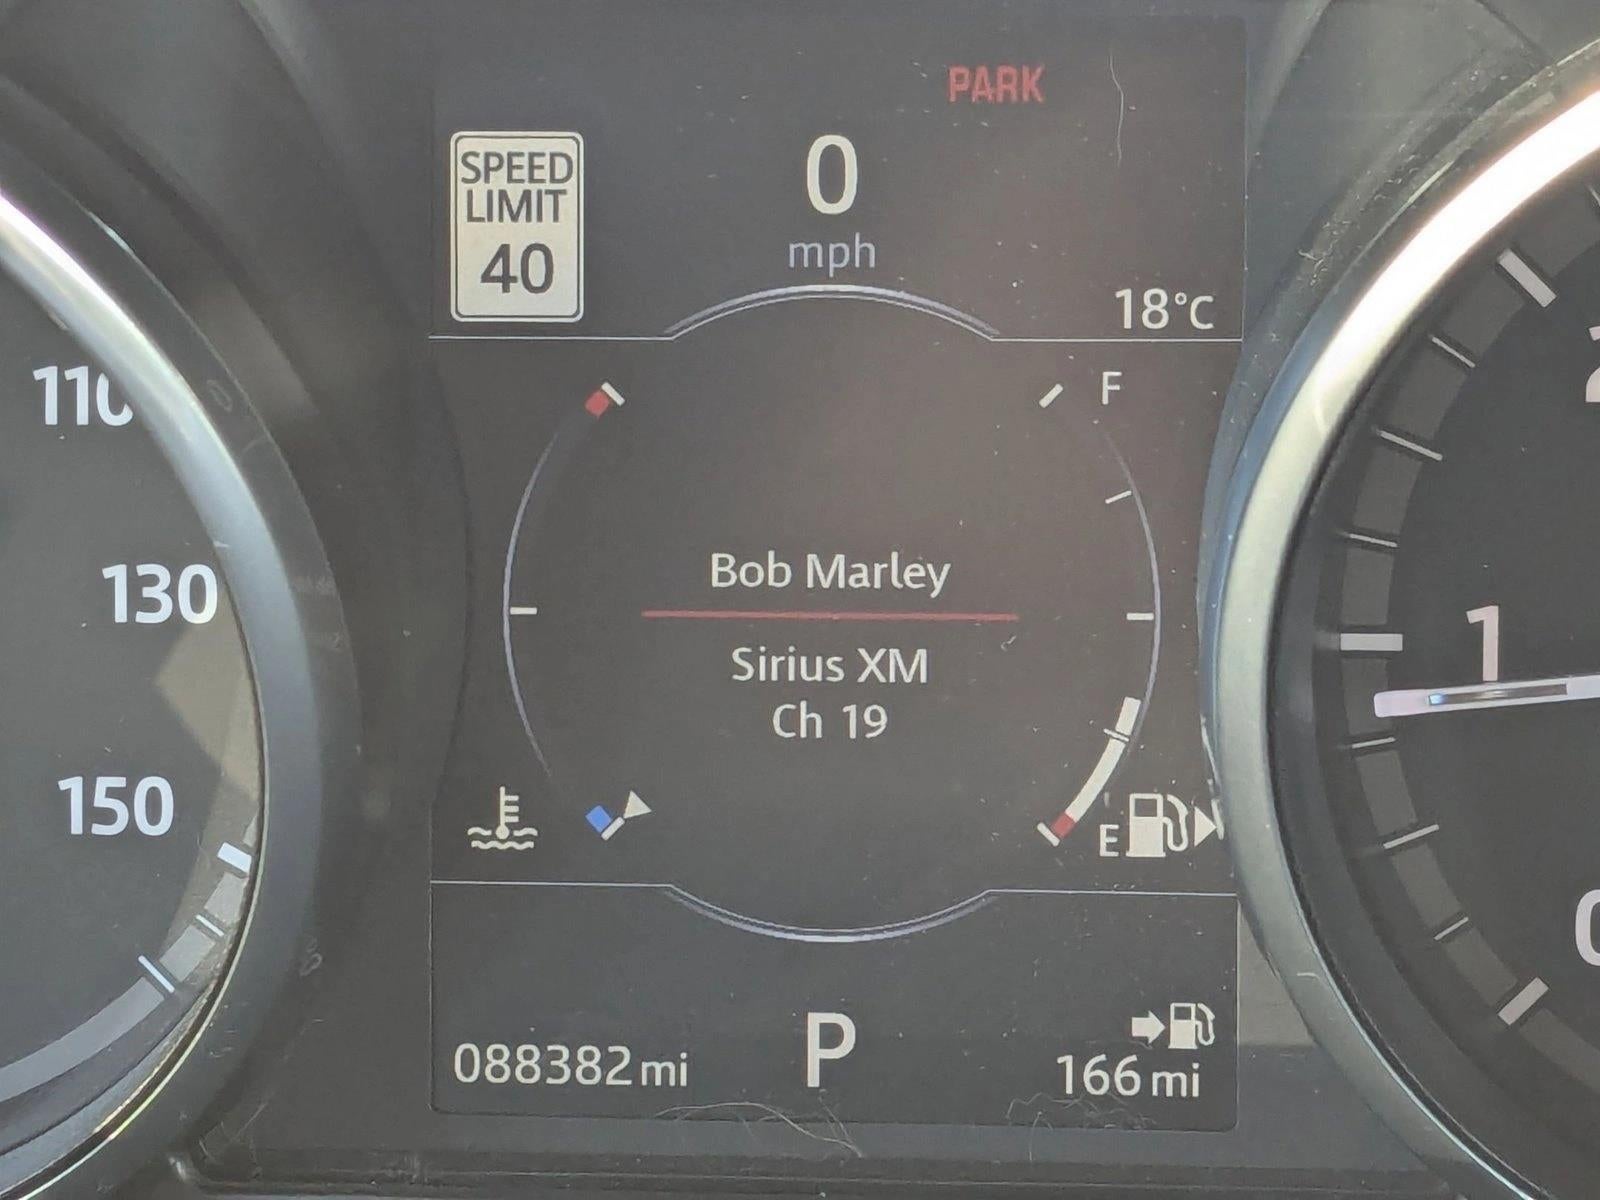 PARK
SPEED
LIMIT
40
0
mph
18°C
F
110
130
150
Bob Marley
Sirius XM
Ch 19
E
1
088382 mi
P
166 mi